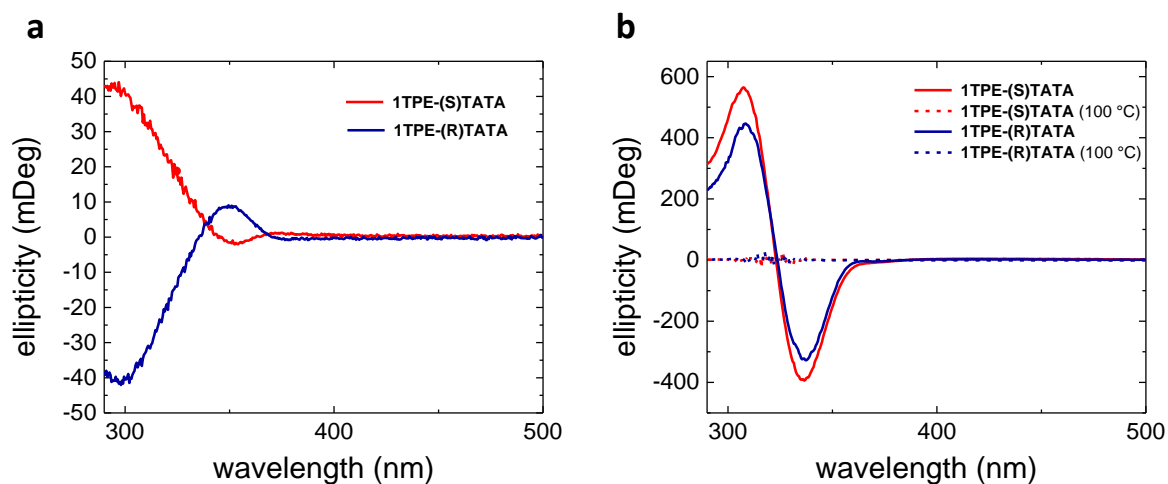 a
50
40
30
20
10
0
-10
-20
-30
-40
-50
300
400
500
ellipticity (mDeg)
wavelength (nm)
1TPE-(S)TATA
1TPE-(R)TATA
b
600
400
200
0
-200
-400
300
400
500
ellipticity (mDeg)
wavelength (nm)
1TPE-(S)TATA
1TPE-(S)TATA (100 °C)
1TPE-(R)TATA
1TPE-(R)TATA (100 °C)